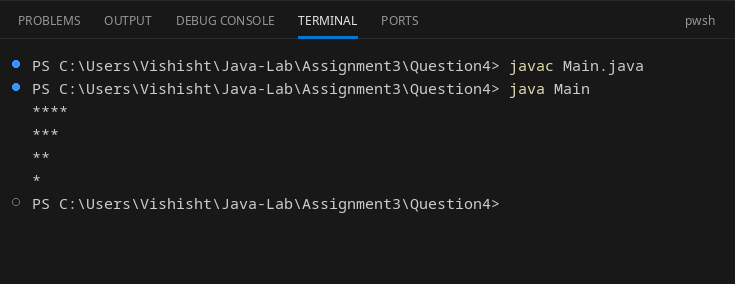 PROBLEMS OUTPUT DEBUG CONSOLE TERMINAL PORTS pwsh
PS C:\Users\Vishisht\Java-Lab\Assignment3\Question4> javac Main.java
PS C:\Users\Vishisht\Java-Lab\Assignment3\Question4> java Main
****
***
**
*
PS C:\Users\Vishisht\Java-Lab\Assignment3\Question4>